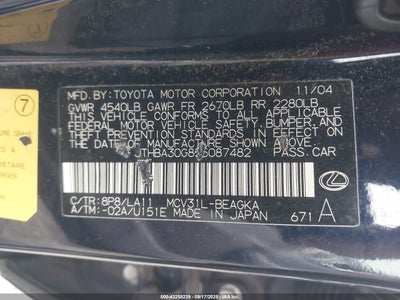 MFD. BY: TOYOTA MOTOR CORPORATION 11/04
GVWR 4540LB GAWR FR 2670LB RR 2280LB
THIS VEHICLE CONFORMS TO ALL APPLICABLE
FEDERAL MOTOR VEHICLE SAFETY, BUMPER, AND
THEFT PREVENTION STANDARDS IN EFFECT ON
THE DATE OF MANUFACTURE SHOWN ABOVE.
PASS.CAR
C/TR: 8P8/LA11 MCV31L-BEAGKA
A/TM: -02A/U151E MADE IN JAPAN 671 A
7